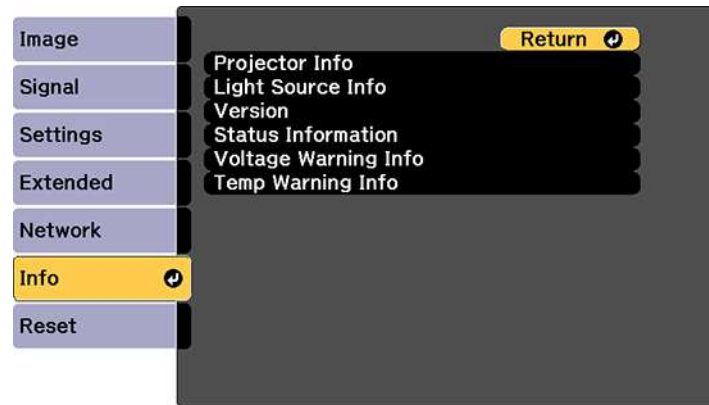 Image
Signal
Settings
Extended
Network
Info
Reset
Return
Projector Info
Light Source Info
Version
Status Information
Voltage Warning Info
Temp Warning Info